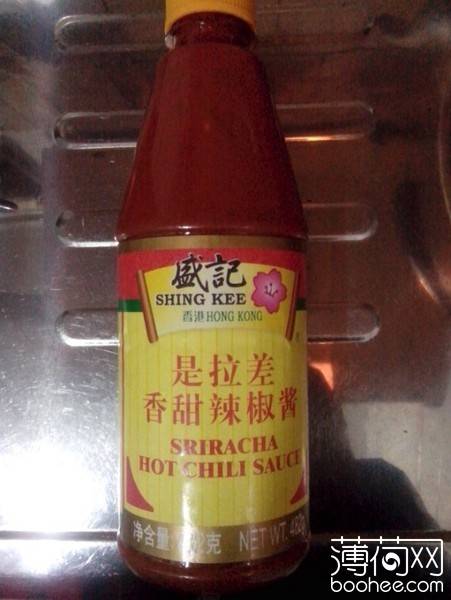 盛記
SHING KEE
香港 HONG KONG
是拉差
香甜辣椒酱
SRIRACHA
HOT CHILI SAUCE
净含量
克 NET WT.
薄荷网
boohee.com